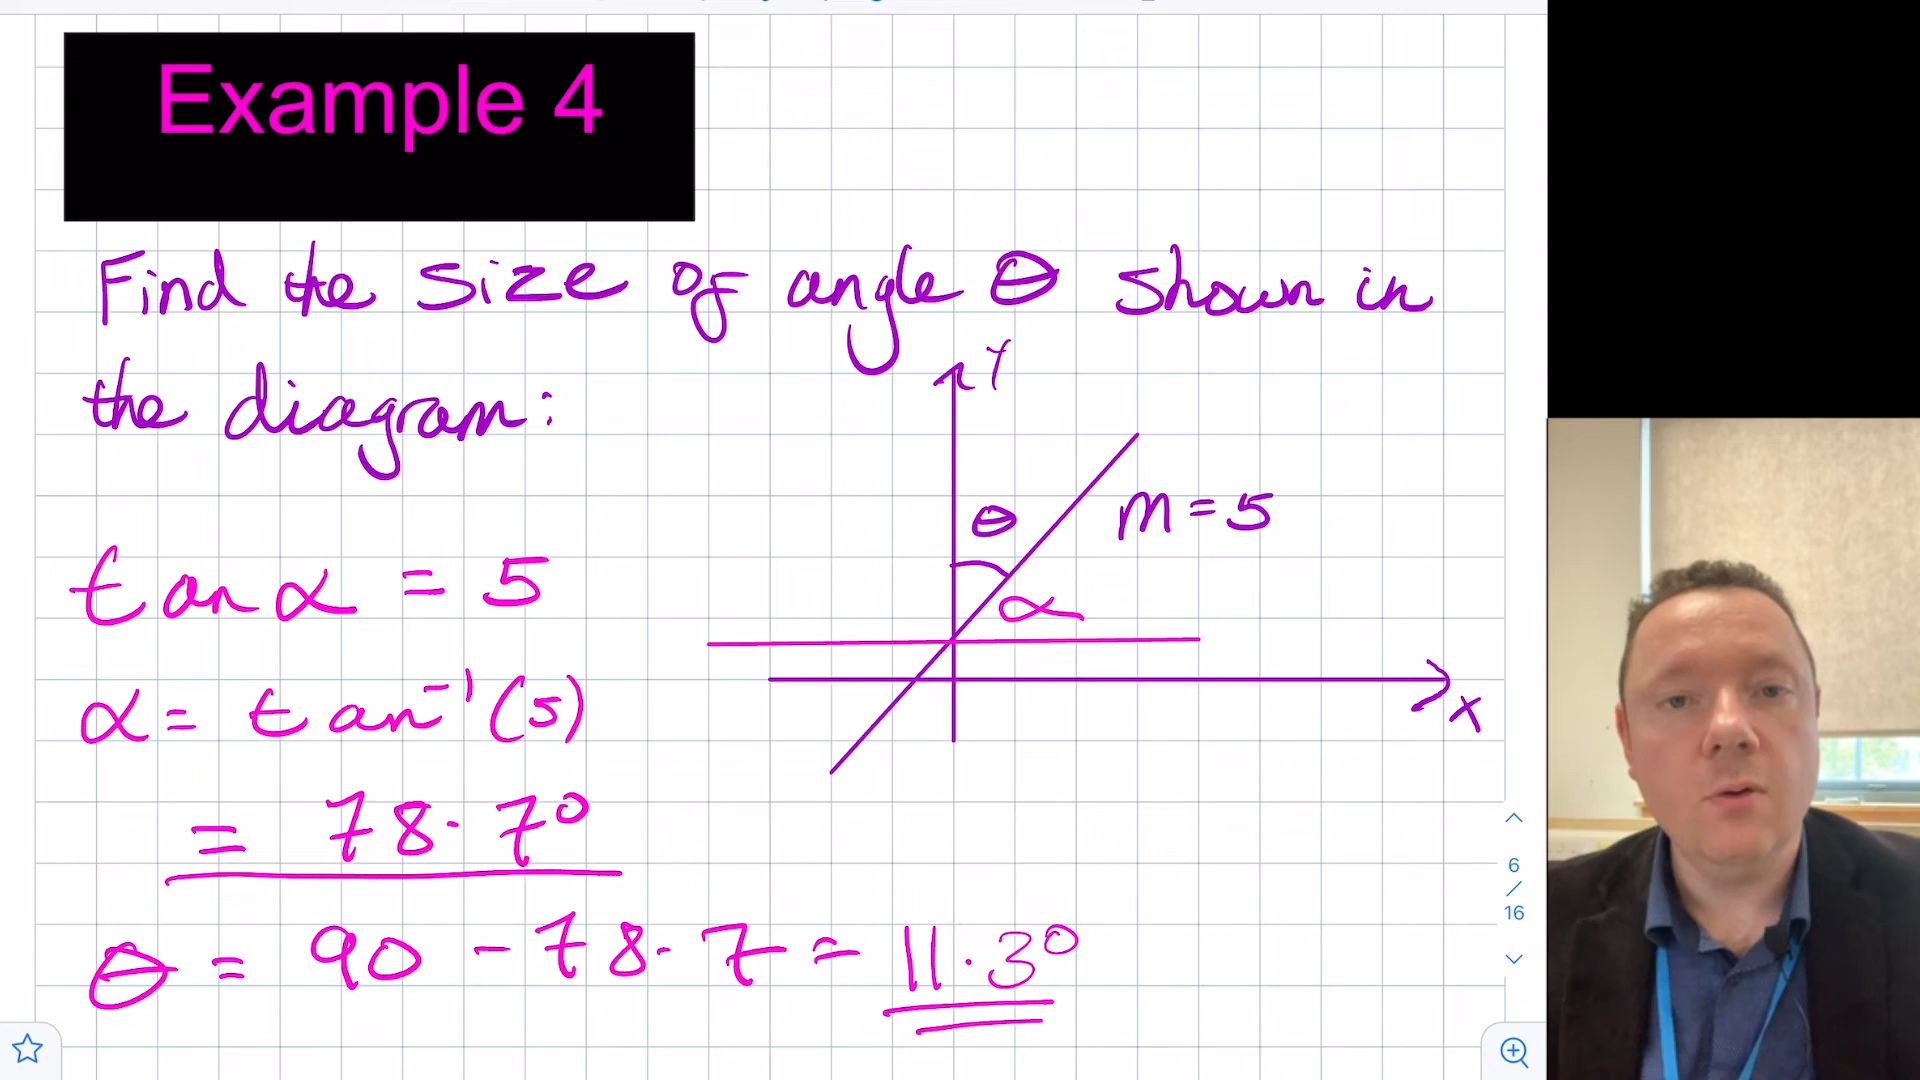 Example 4
Find the size of angle θ shown in
the diagram:
Y
θ
m = 5
α
x
tan α = 5
α = tan⁻¹(5)
= 78.7°
θ = 90 - 78.7 = 11.3°
6
/
16